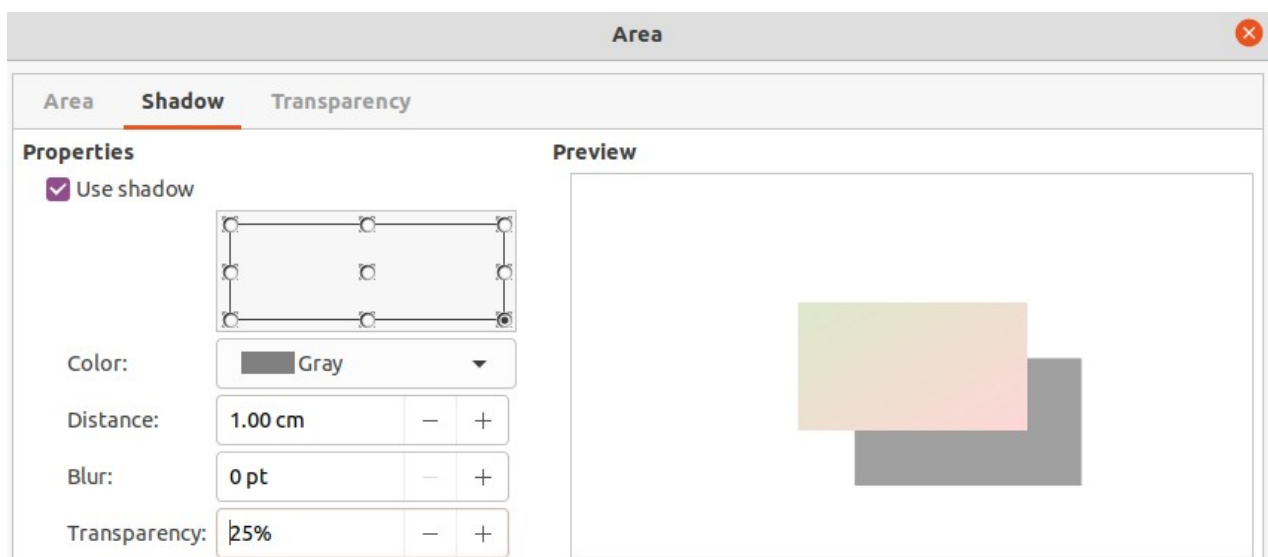 Area
Area Shadow Transparency
Properties
Preview
Use shadow
Color: Gray
Distance: 1.00 cm
Blur: 0 pt
Transparency: 25%